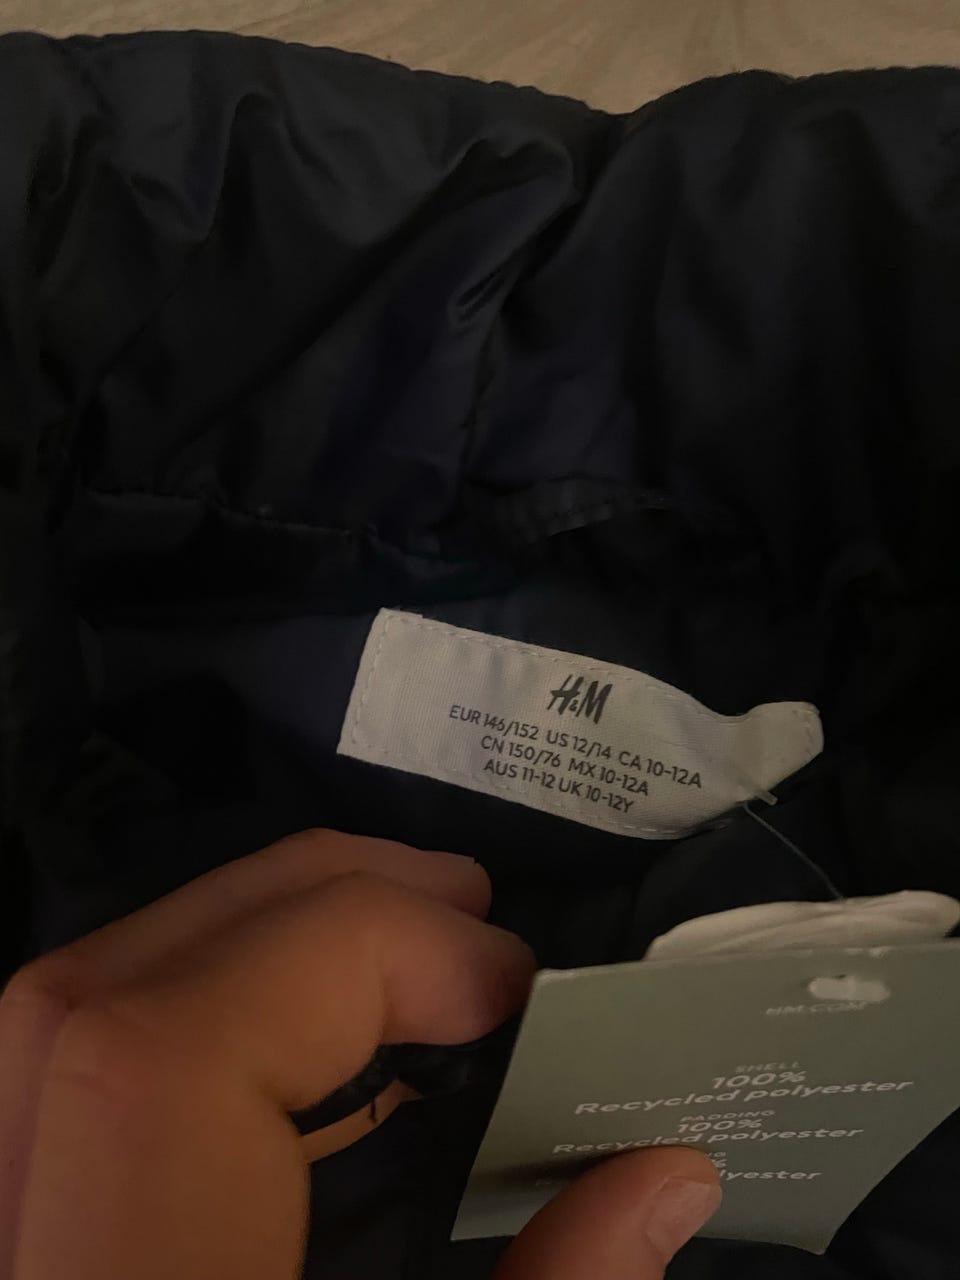 H&M
EUR 146/152 US 12/14 CA 10-12A
CN 150/76 MX 10-12A
AUS 11-12 UK 10-12Y
HM.COM
SHELL
100%
Recycled polyester
PADDING
100%
Recycled polyester